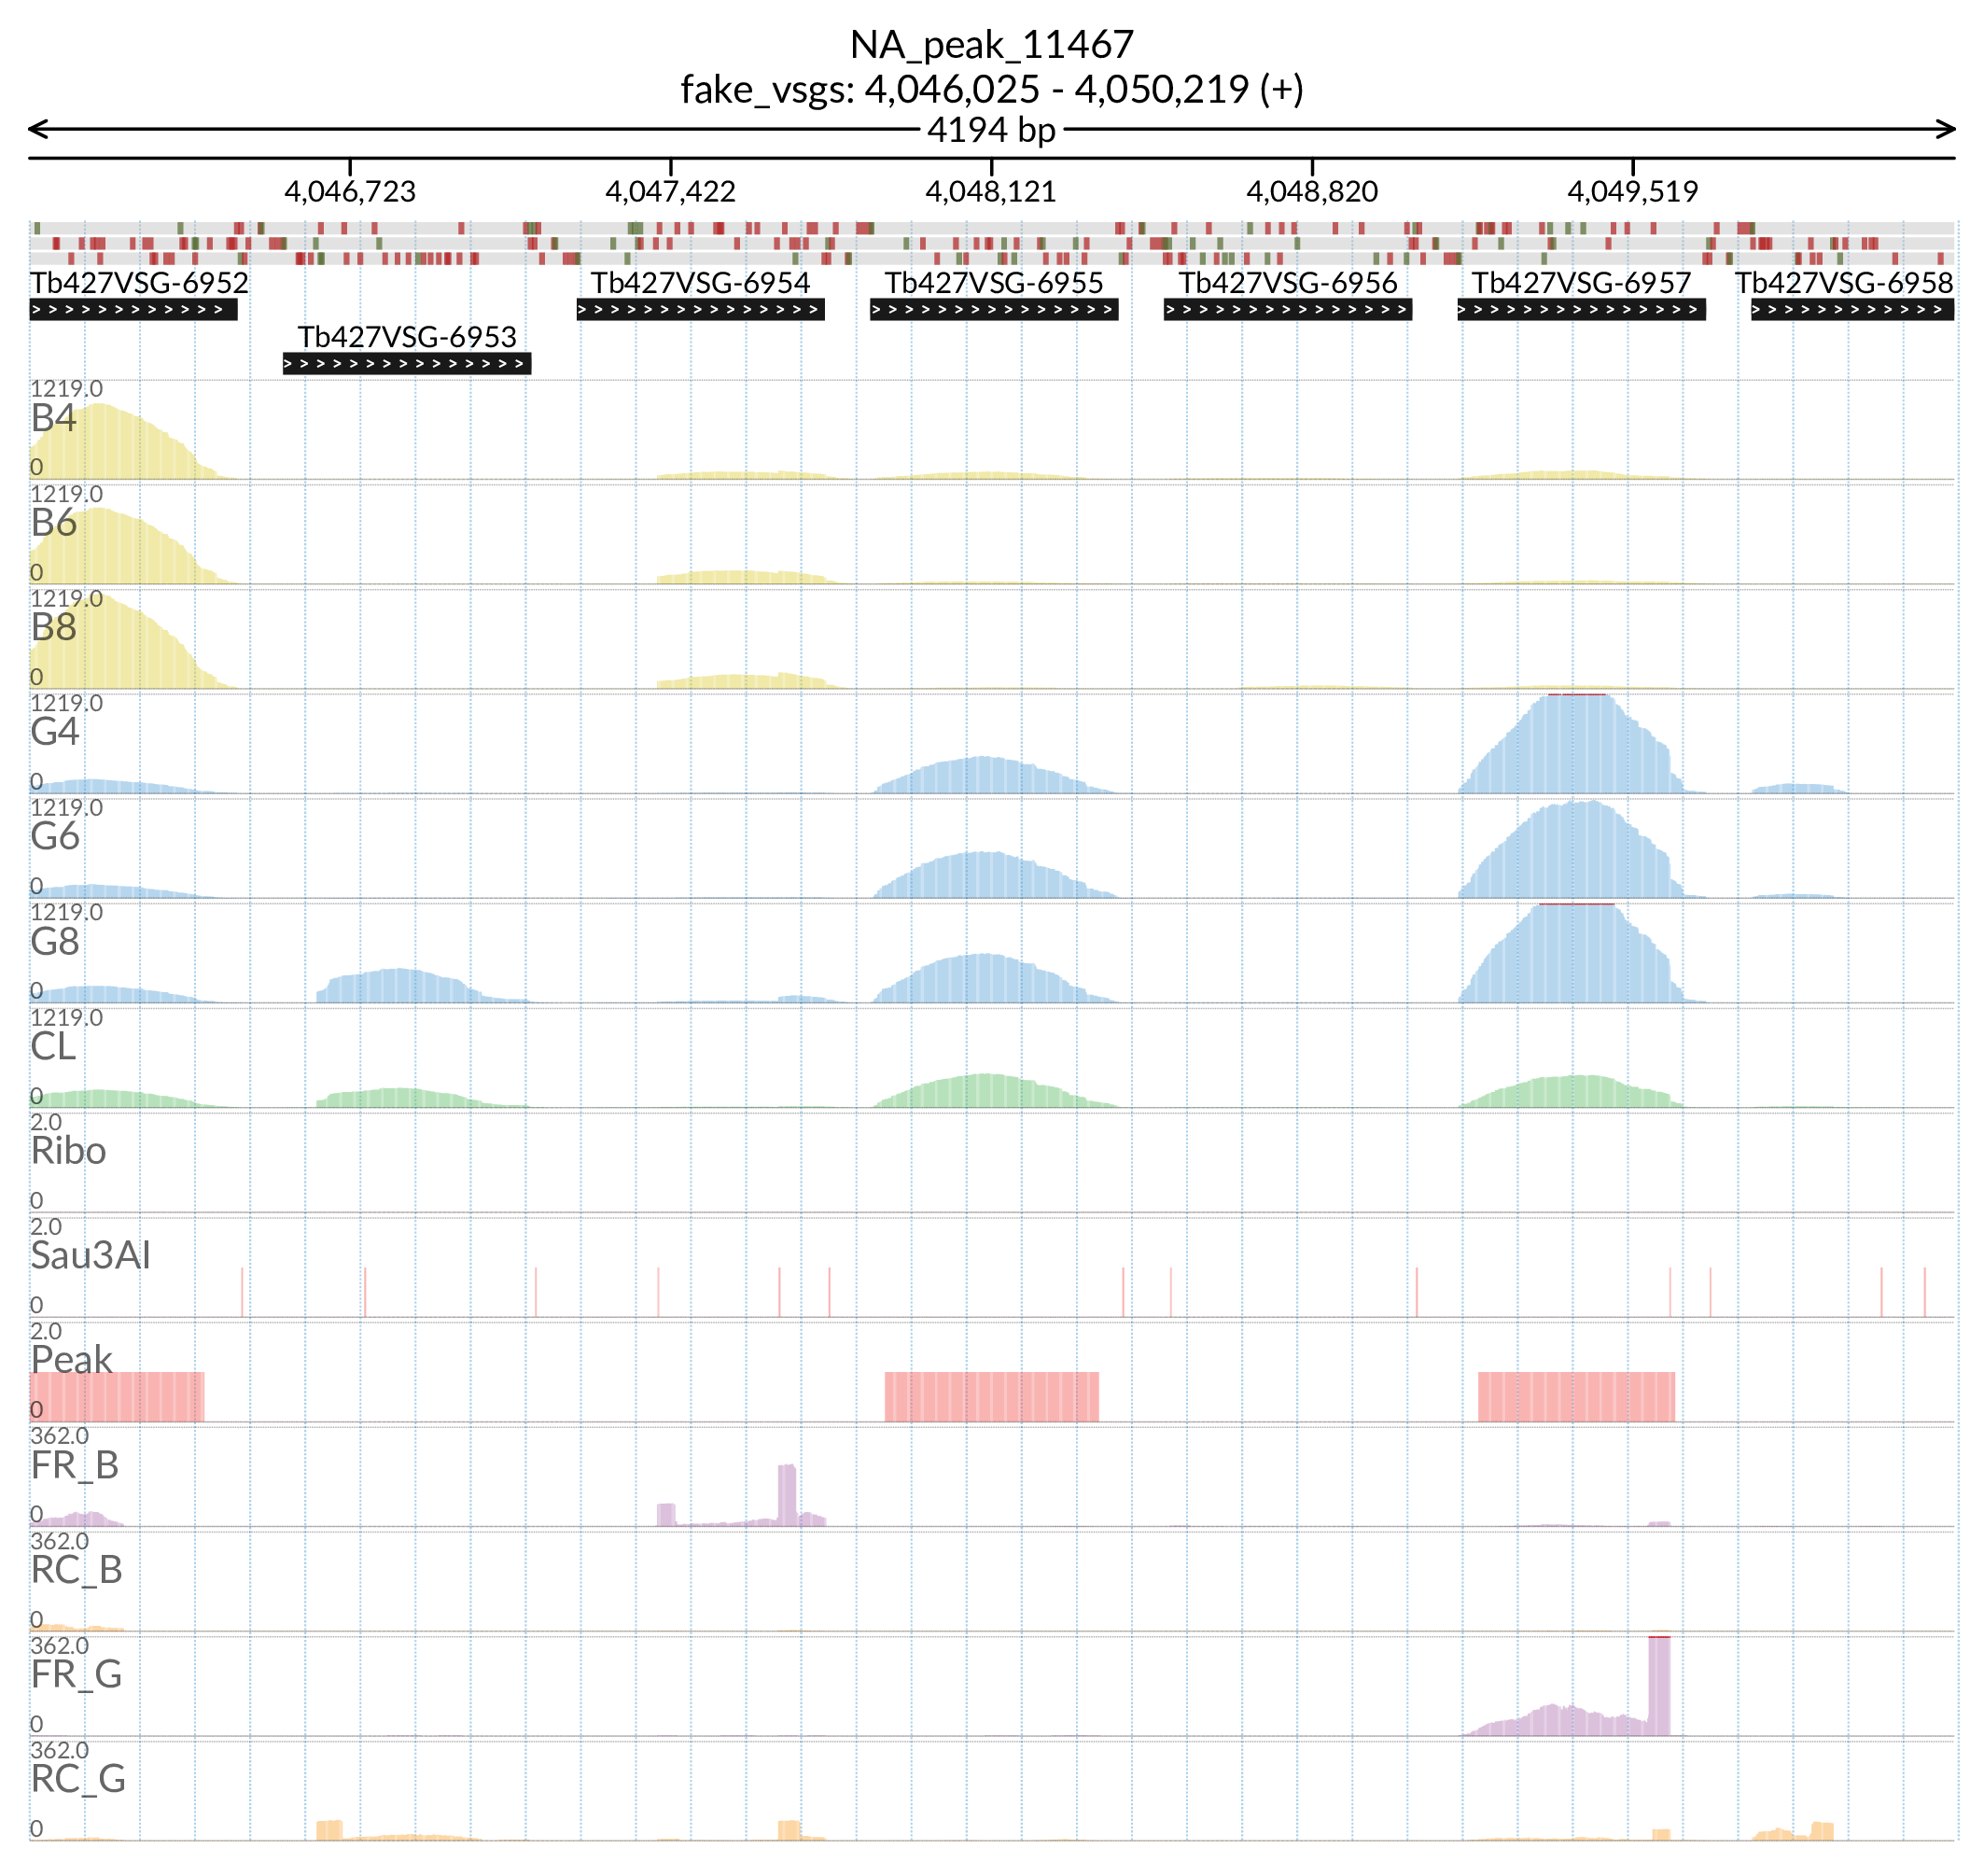 NA_peak_11467
fake_vsgs: 4,046,025 - 4,050,219 (+)
4194 bp
4,046,723 4,047,422 4,048,121 4,048,820 4,049,519
Tb427VSG-6952 Tb427VSG-6954 Tb427VSG-6955 Tb427VSG-6956 Tb427VSG-6957 Tb427VSG-6958
Tb427VSG-6953
1219.0
B4
0
1219.0
B6
0
1219.0
B8
0
1219.0
G4
0
1219.0
G6
0
1219.0
G8
0
1219.0
CL
0
2.0
Ribo
0
2.0
Sau3AI
0
2.0
Peak
0
362.0
FR_B
0
362.0
RC_B
0
362.0
FR_G
0
362.0
RC_G
0